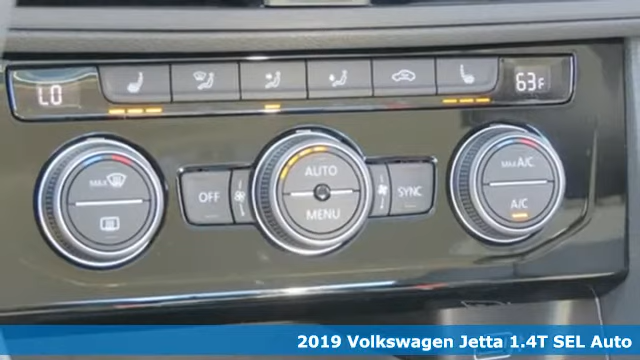 LO
63F
MAX
OFF
AUTO
MENU
SYNC
MAX A/C
A/C
2019 Volkswagen Jetta 1.4T SEL Auto